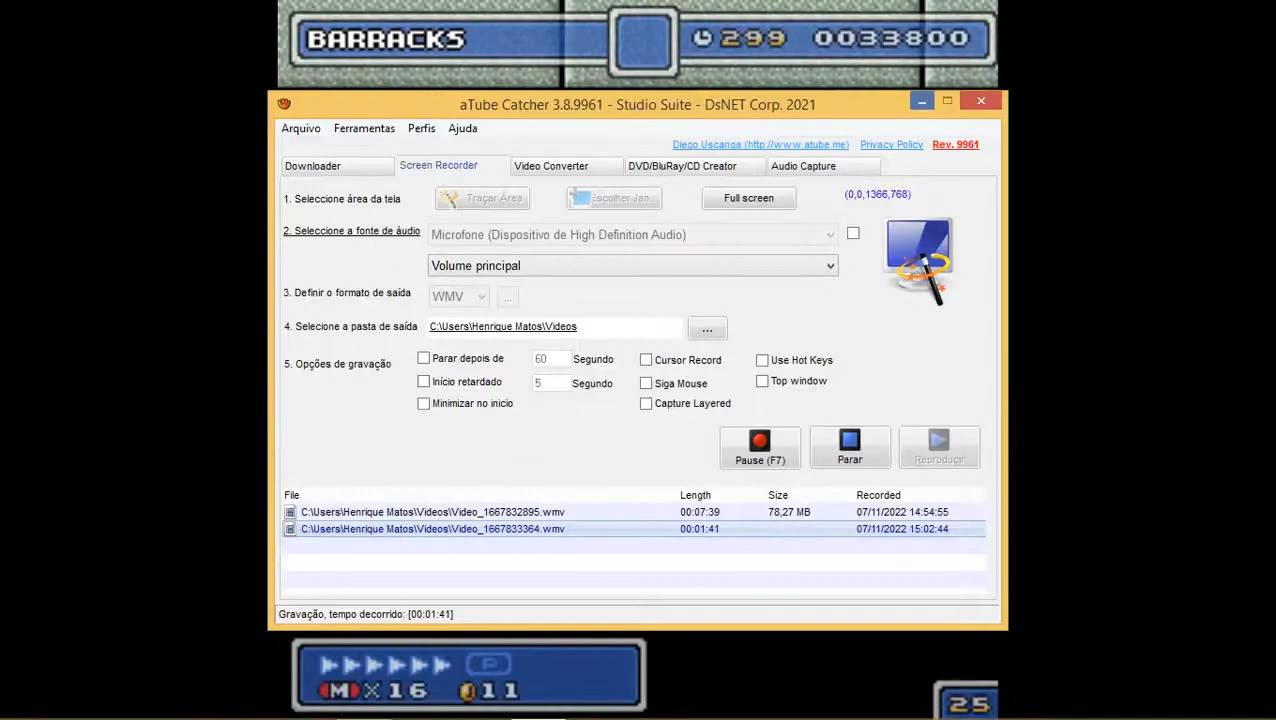 BARRACKS 299 0033800
aTube Catcher 3.8.9961 - Studio Suite - DsNET Corp. 2021
Arquivo Ferramentas Perfis Ajuda
Diego Uscanga (http://www.atube.me) Privacy Policy Rev. 9961
Downloader Screen Recorder Video Converter DVD/BluRay/CD Creator Audio Capture
1. Seleccione área da tela Traçar Área Escolher Jan... Full screen (0,0,1366,768)
2. Seleccione a fonte de áudio Microfone (Dispositivo de High Definition Audio)
Volume principal
3. Definir o formato de saída WMV ...
4. Selecione a pasta de saída C:\Users\Henrique Matos\Videos ...
5. Opções de gravação Parar depois de 60 Segundo Cursor Record Use Hot Keys
Início retardado 5 Segundo Siga Mouse Top window
Minimizar no inicio Capture Layered
Pause (F7) Parar Reproduçir
File Length Size Recorded
C:\Users\Henrique Matos\Videos\Video_1667832895.wmv 00:07:39 78,27 MB 07/11/2022 14:54:55
C:\Users\Henrique Matos\Videos\Video_1667833364.wmv 00:01:41 07/11/2022 15:02:44
Gravação, tempo decorrido: [00:01:41]
P
M X 16 11
25